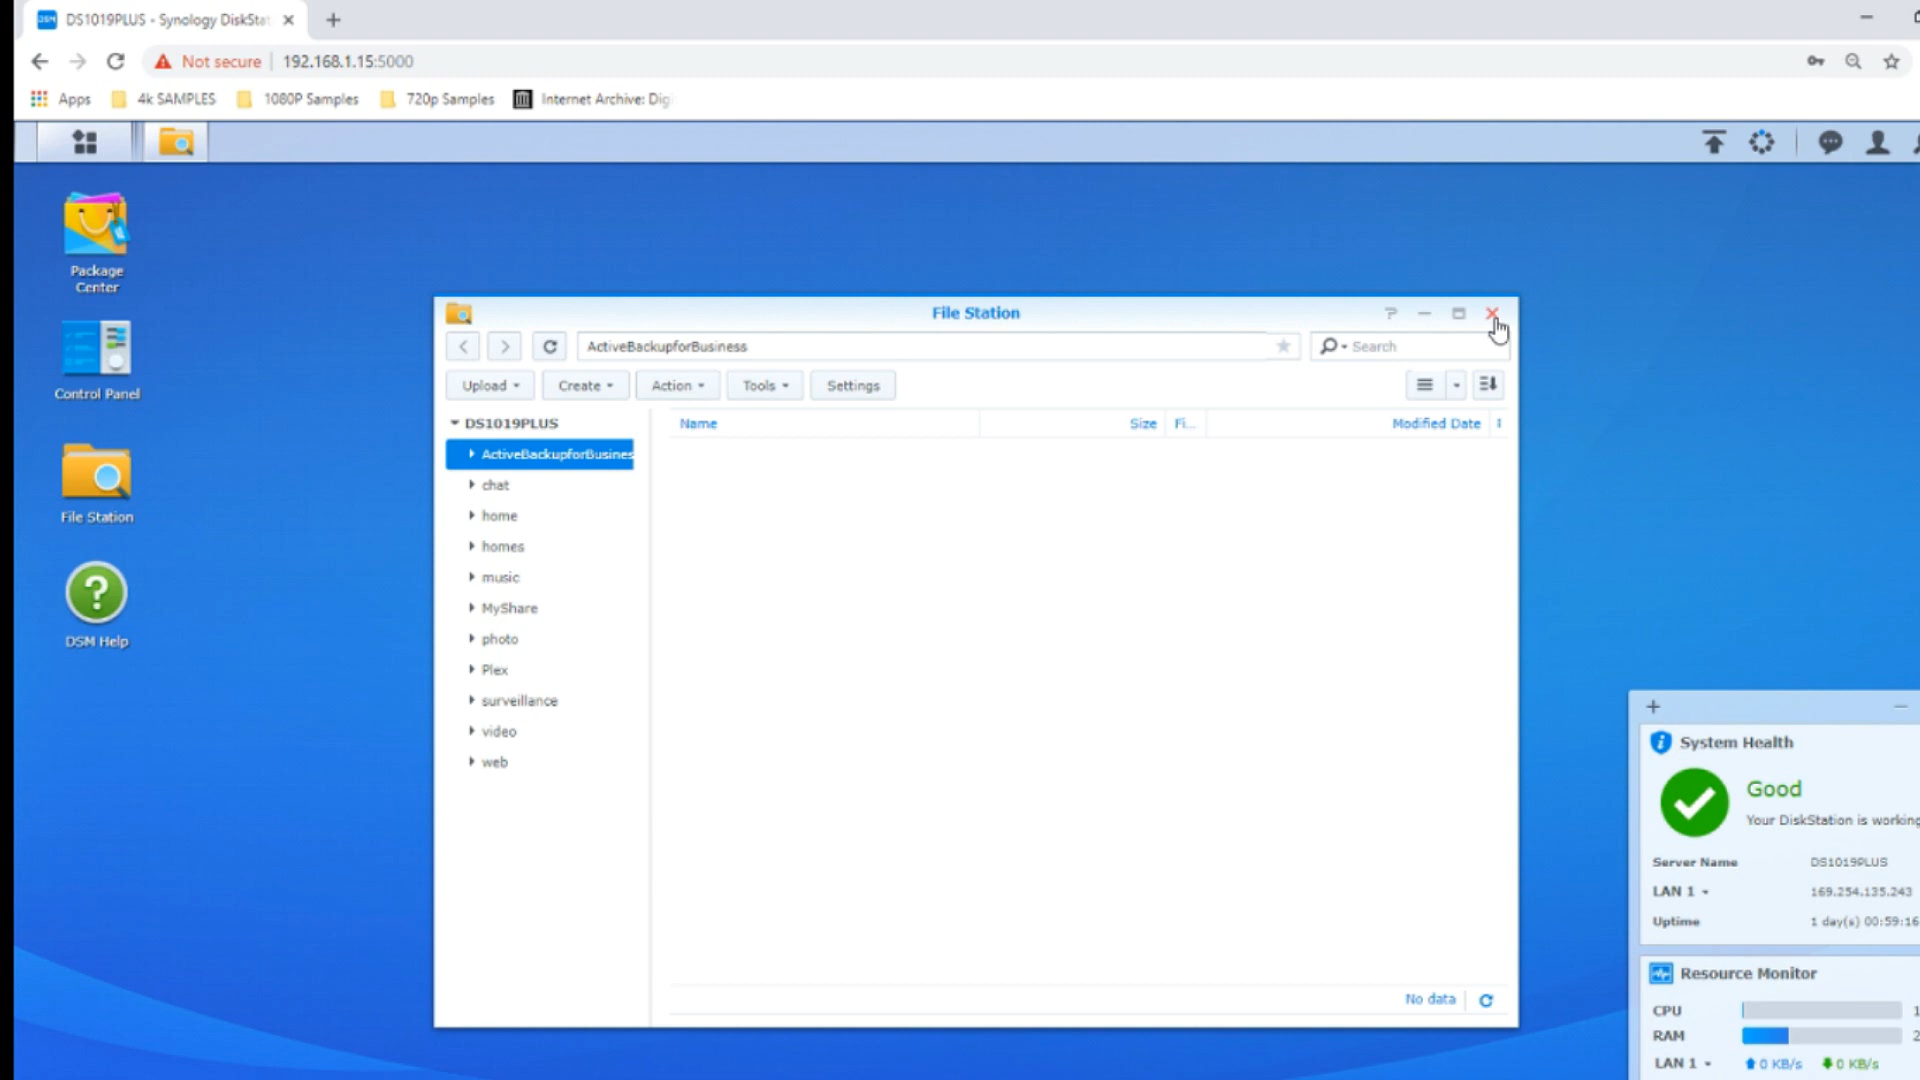 DS1019PLUS - Synology DiskStat
Not secure
192.168.1.15:5000
Apps
4k SAMPLES
1080P Samples
720p Samples
Internet Archive: Digi
Package
Center
Control Panel
File Station
DSM Help
File Station
ActiveBackupforBusiness
Search
Upload
Create
Action
Tools
Settings
DS1019PLUS
Name
Size
Fi...
Modified Date
ActiveBackupforBusines
chat
home
homes
music
MyShare
photo
Plex
surveillance
video
web
No data
System Health
Good
Your DiskStation is working
Server Name
DS1019PLUS
LAN 1
169.254.135.243
Uptime
1 day(s) 00:59:16
Resource Monitor
CPU
RAM
LAN 1
0 KB/s
0 KB/s